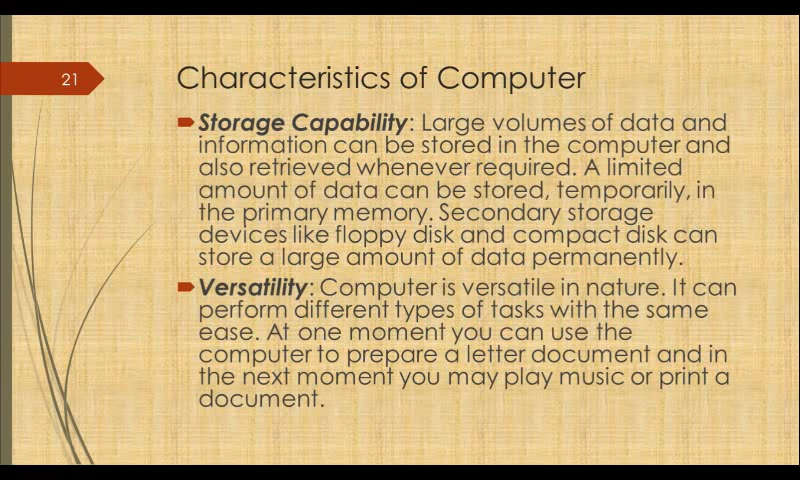 21
Characteristics of Computer
Storage Capability: Large volumes of data and
information can be stored in the computer and
also retrieved whenever required. A limited
amount of data can be stored, temporarily, in
the primary memory. Secondary storage
devices like floppy disk and compact disk can
store a large amount of data permanently.
Versatility: Computer is versatile in nature. It can
perform different types of tasks with the same
ease. At one moment you can use the
computer to prepare a letter document and in
the next moment you may play music or print a
document.